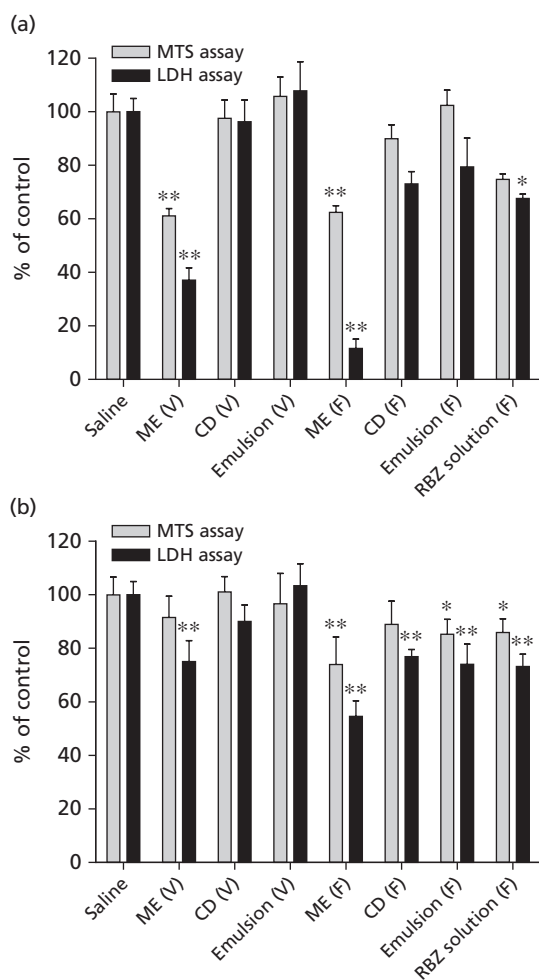 (a)
MTS assay
LDH assay
120
100
80
60
40
20
0
% of control
**
**
**
**
*
Saline
ME (V)
CD (V)
Emulsion (V)
ME (F)
CD (F)
Emulsion (F)
RBZ solution (F)
(b)
MTS assay
LDH assay
120
100
80
60
40
20
0
% of control
**
**
**
**
*
**
*
**
Saline
ME (V)
CD (V)
Emulsion (V)
ME (F)
CD (F)
Emulsion (F)
RBZ solution (F)